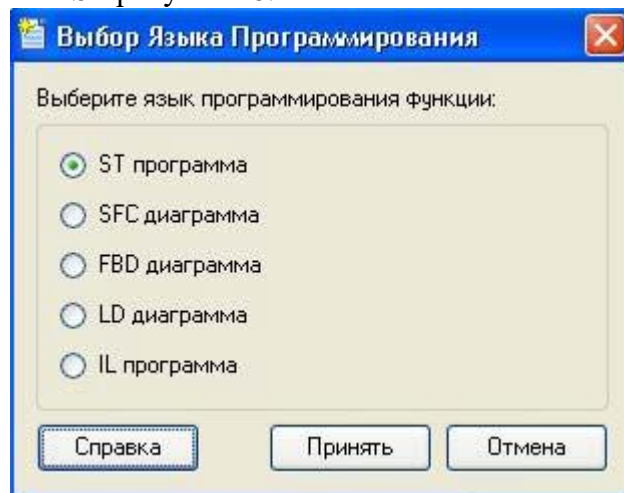 Выбор Языка Программирования
Выберите язык программирования функции:
ST программа
SFC диаграмма
FBD диаграмма
LD диаграмма
IL программа
Справка Принять Отмена